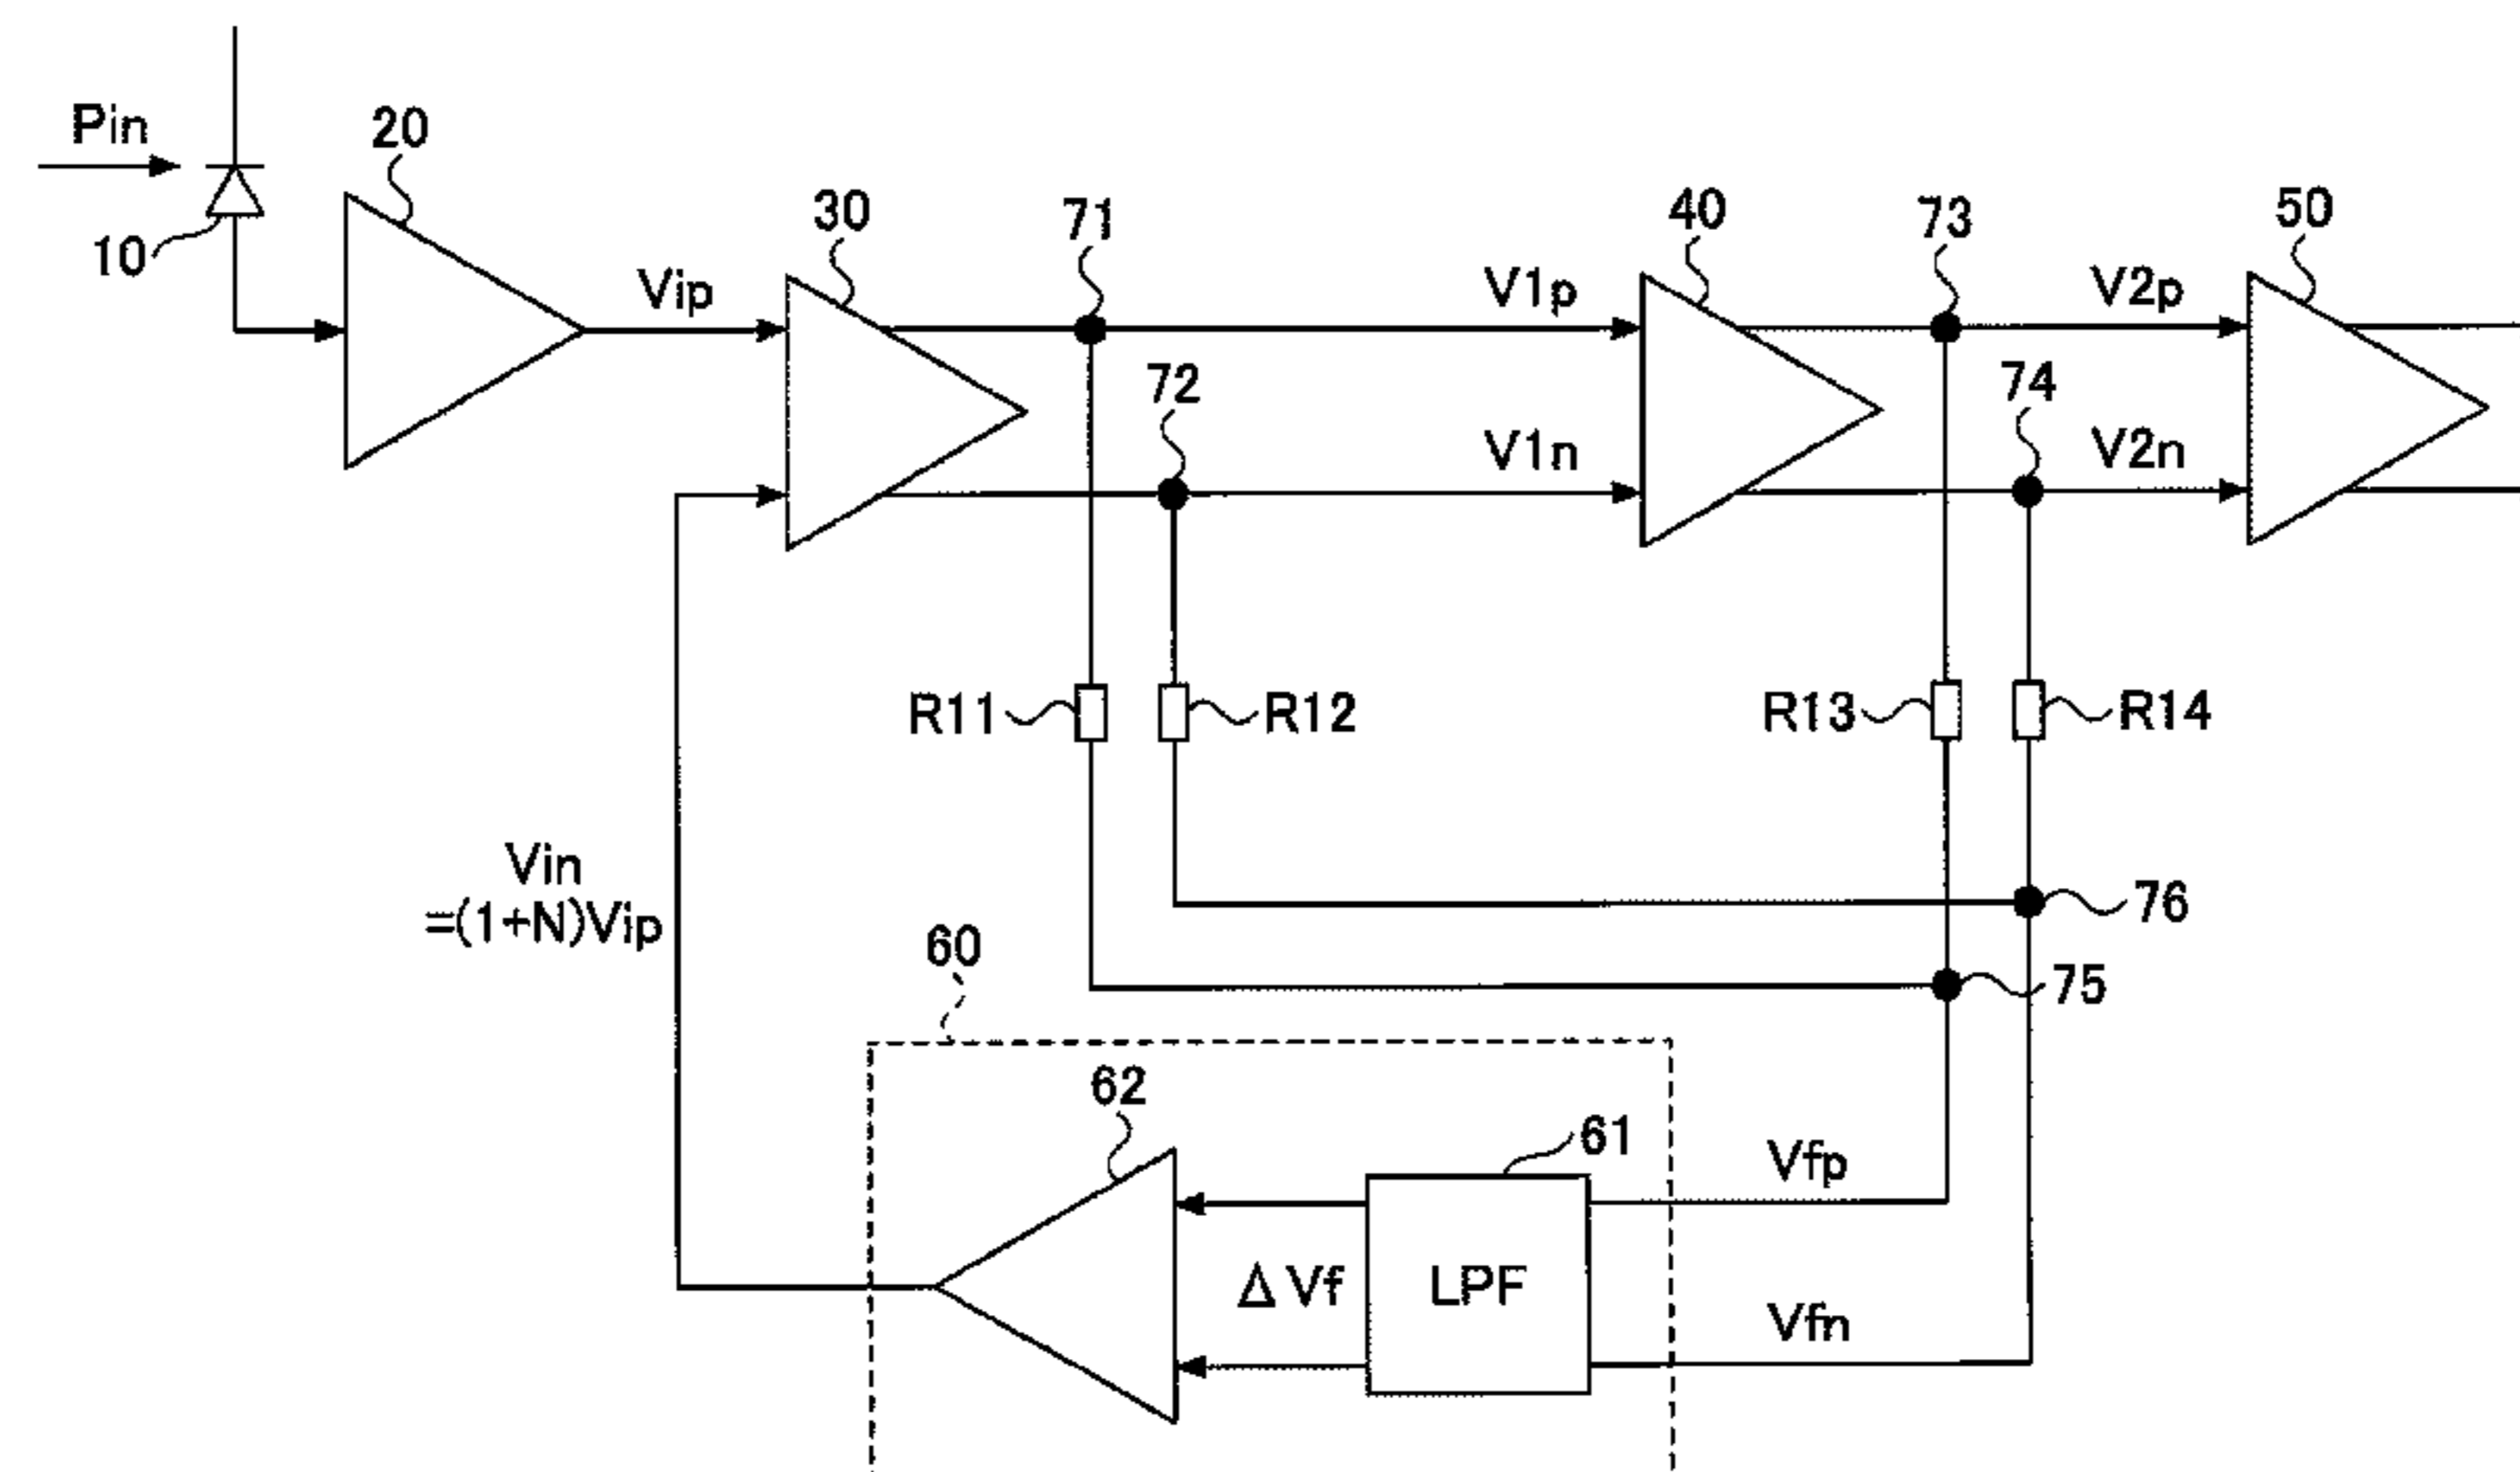 Pin
20
30
71
40
73
50
10
Vip
V1p
V2p
72
74
V1n
V2n
R11
R12
R13
R14
Vin
=(1+N)Vip
76
60
75
62
61
Vfp
ΔVf
LPF
Vfn